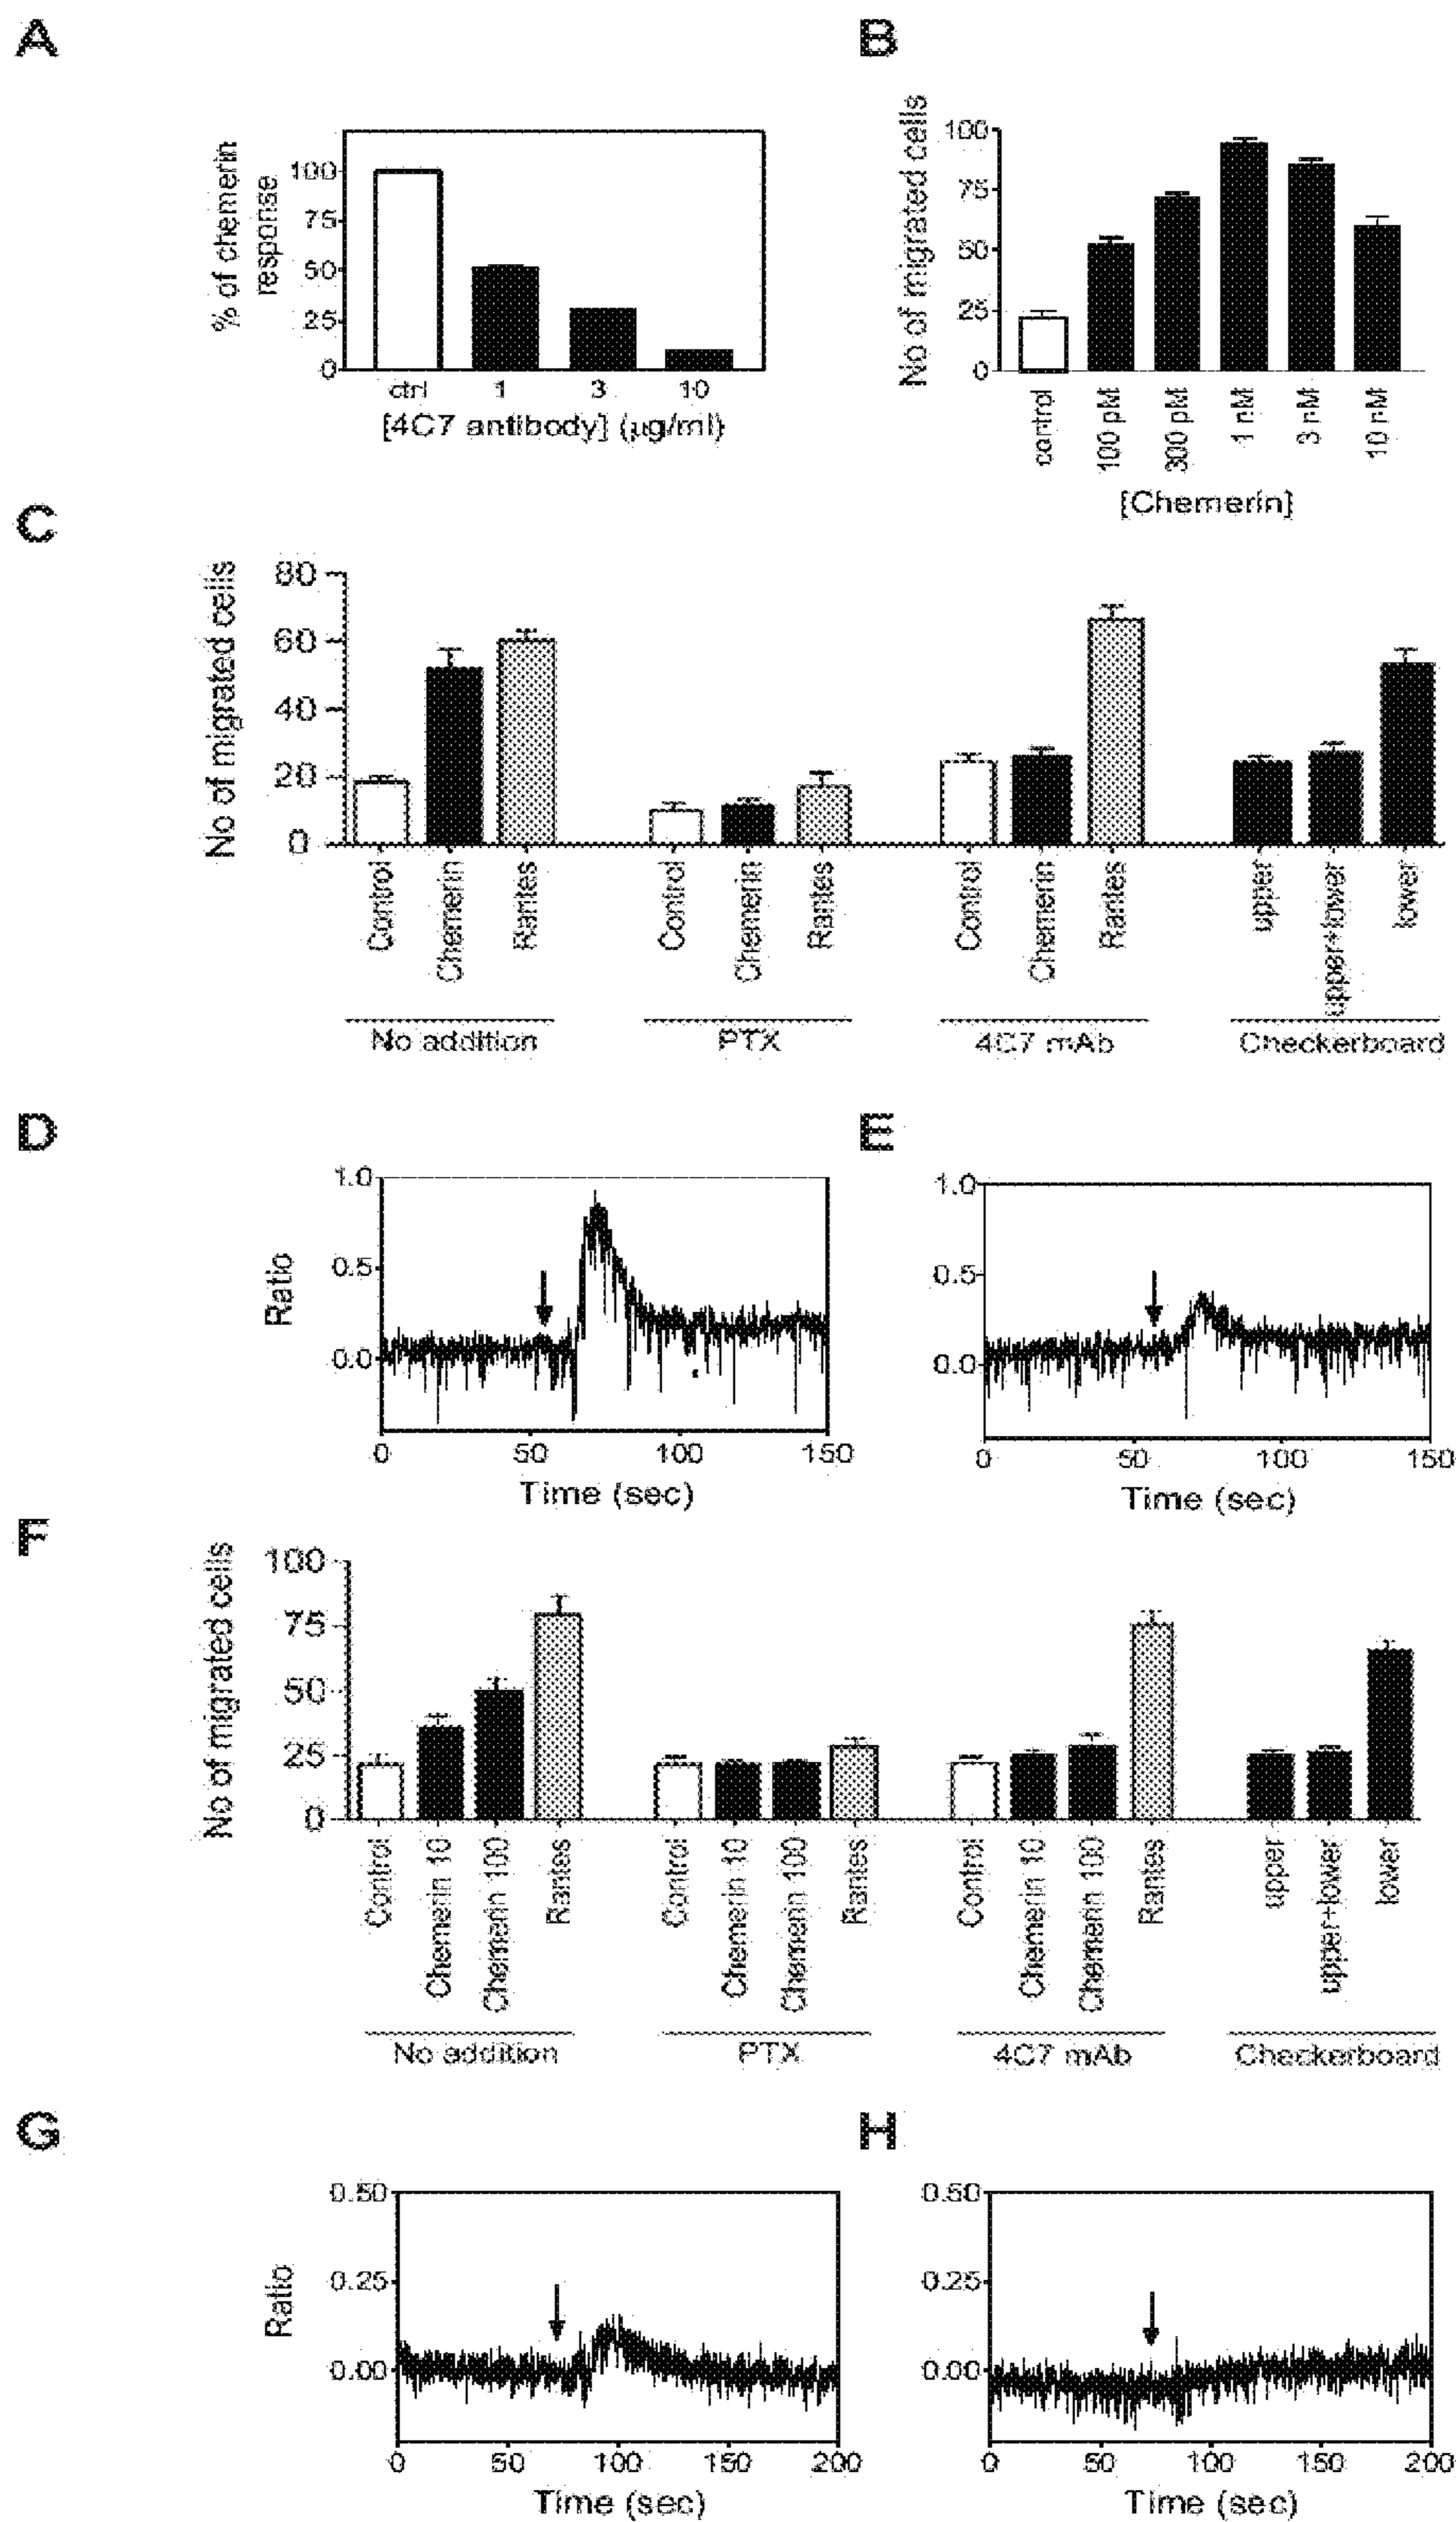 A
% of chemerin
response
100
75
50
25
0
ctrl 1 3 10
[4C7 antibody] (μg/ml)
B
No of migrated cells
100
75
50
25
0
control 100 pM 300 pM 1 nM 3 nM 10 nM
[Chemerin]
C
No of migrated cells
80
60
40
20
0
Control Chemerin Rantes Control Chemerin Rantes Control Chemerin Rantes upper upper+lower lower
No addition PTX 4C7 mAb Checkerboard
D
Ratio
1.0
0.5
0.0
0 50 100 150
Time (sec)
E
1.0
0.5
0.0
0 50 100 150
Time (sec)
F
No of migrated cells
100
75
50
25
0
Control Chemerin 10 Chemerin 100 Rantes Control Chemerin 10 Chemerin 100 Rantes Control Chemerin 10 Chemerin 100 Rantes upper upper+lower lower
No addition PTX 4C7 mAb Checkerboard
G
Ratio
0.50
0.25
0.00
0 50 100 150 200
Time (sec)
H
0.50
0.25
0.00
0 50 100 150 200
Time (sec)